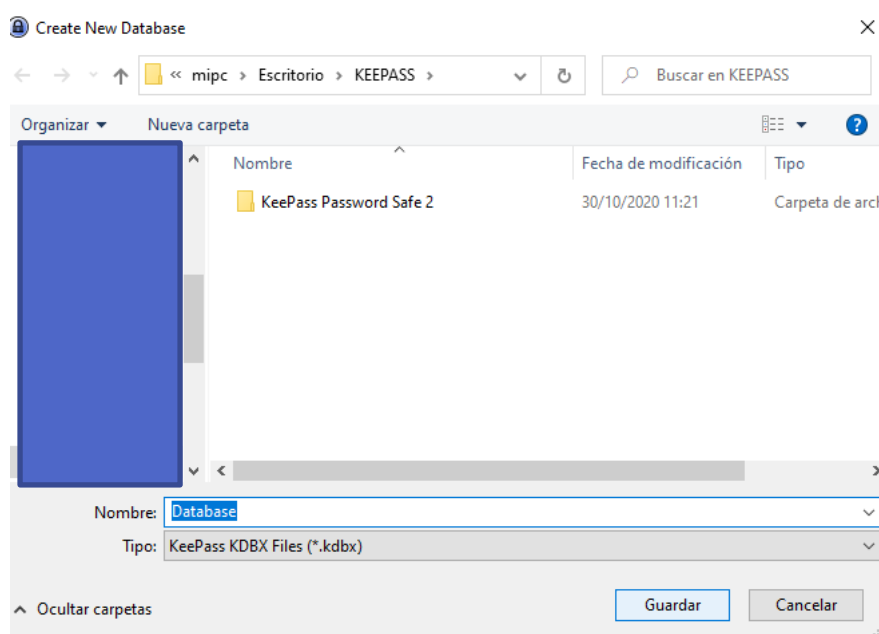 Create New Database
« mipc › Escritorio › KEEPASS ›
Buscar en KEEPASS
Organizar
Nueva carpeta
Nombre
Fecha de modificación
Tipo
KeePass Password Safe 2
30/10/2020 11:21
Carpeta de arc
Nombre: Database
Tipo: KeePass KDBX Files (*.kdbx)
Ocultar carpetas
Guardar
Cancelar